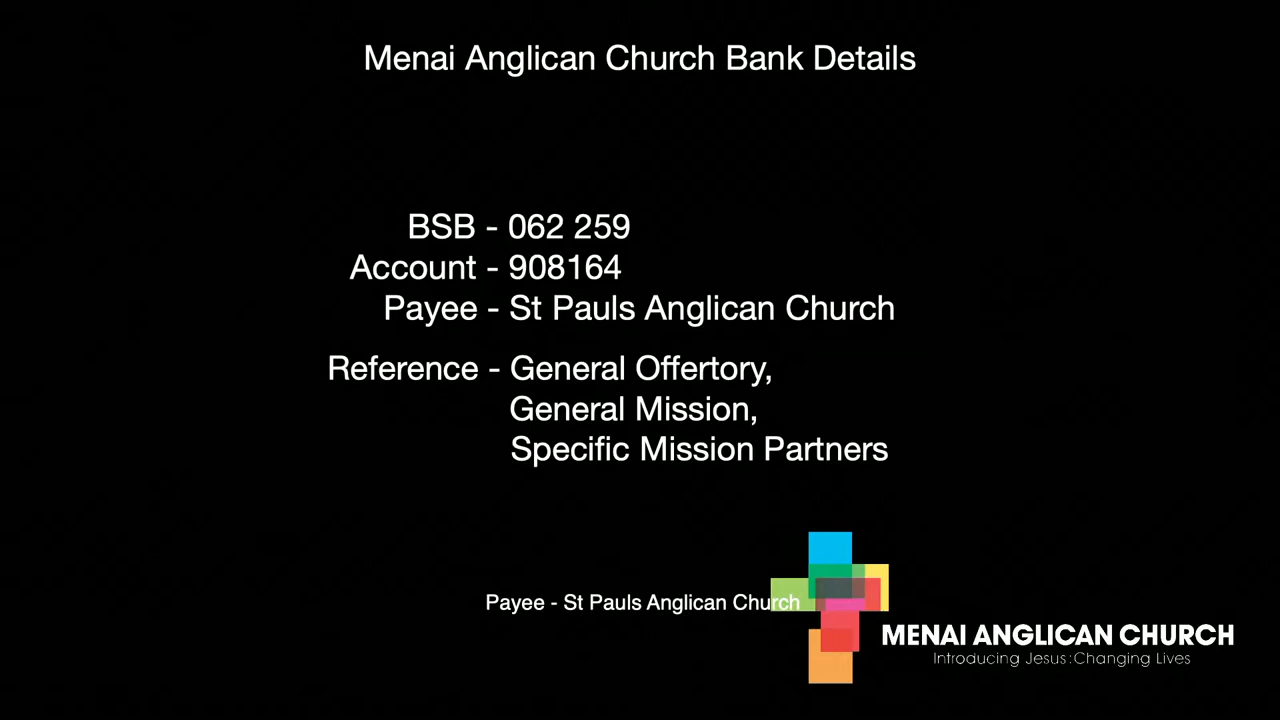 Menai Anglican Church Bank Details
BSB - 062 259
Account - 908164
Payee - St Pauls Anglican Church
Reference - General Offertory,
General Mission,
Specific Mission Partners
Payee - St Pauls Anglican Church
MENAI ANGLICAN CHURCH
Introducing Jesus:Changing Lives